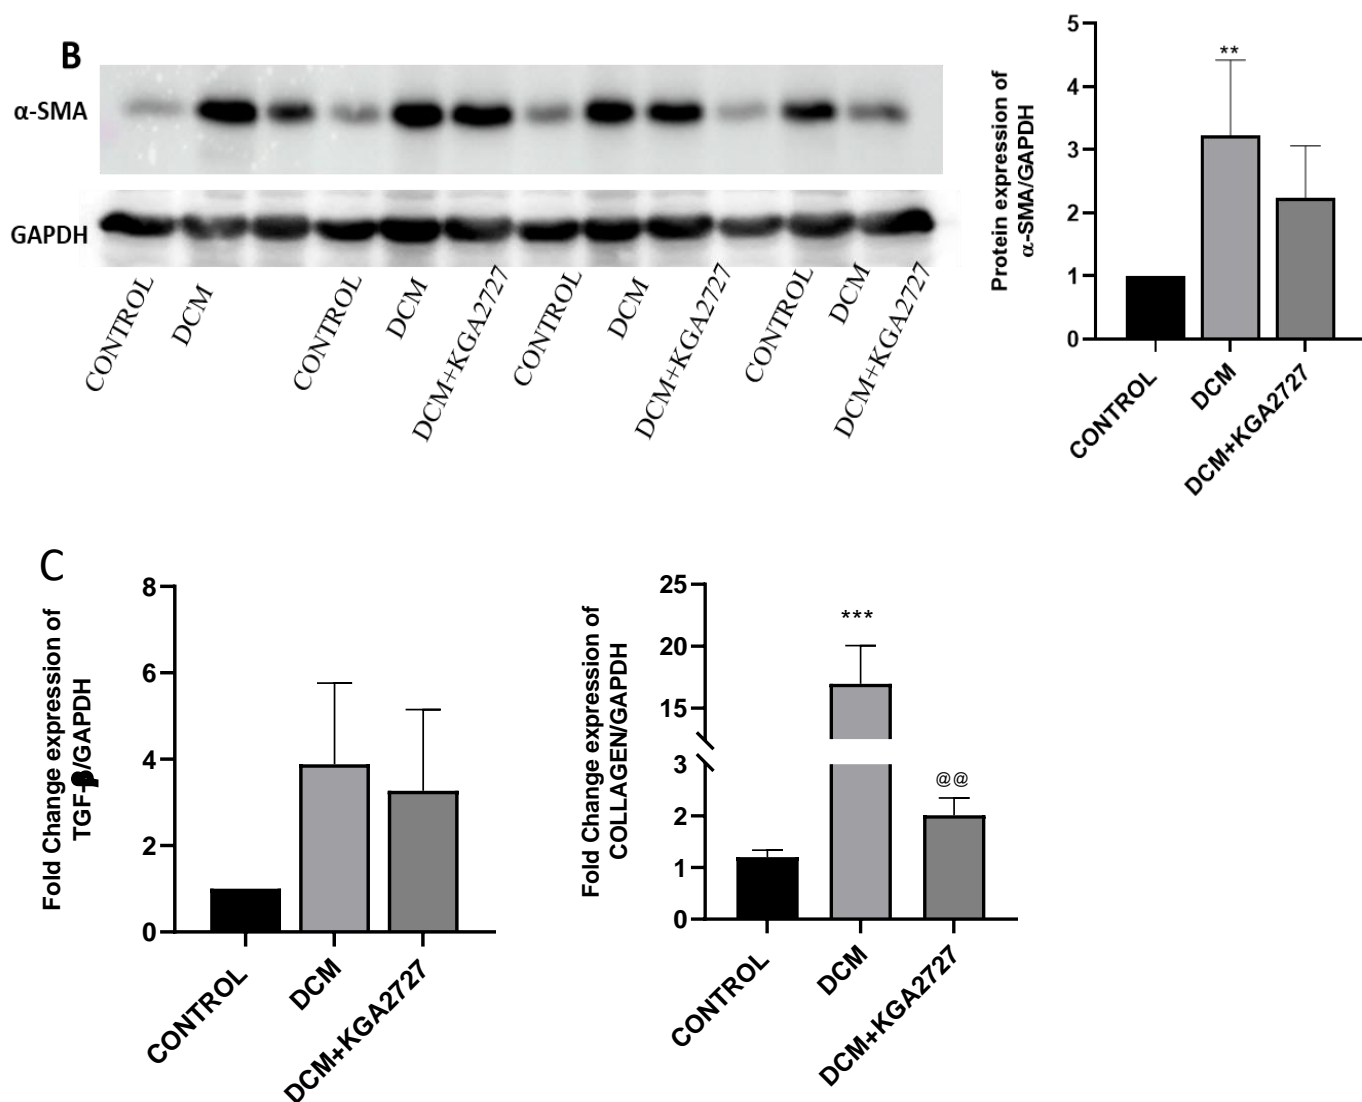 B
α-SMA
GAPDH
CONTROL
DCM
CONTROL
DCM
DCM+KGA2727
CONTROL
DCM
DCM+KGA2727
CONTROL
DCM
DCM+KGA2727
Protein expression of
α-SMA/GAPDH
5
4
3
2
1
0
**
CONTROL
DCM
DCM+KGA2727
C
Fold Change expression of
TGF-β/GAPDH
8
6
4
2
0
CONTROL
DCM
DCM+KGA2727
Fold Change expression of
COLLAGEN/GAPDH
25
20
15
3
2
1
0
***
@@
CONTROL
DCM
DCM+KGA2727